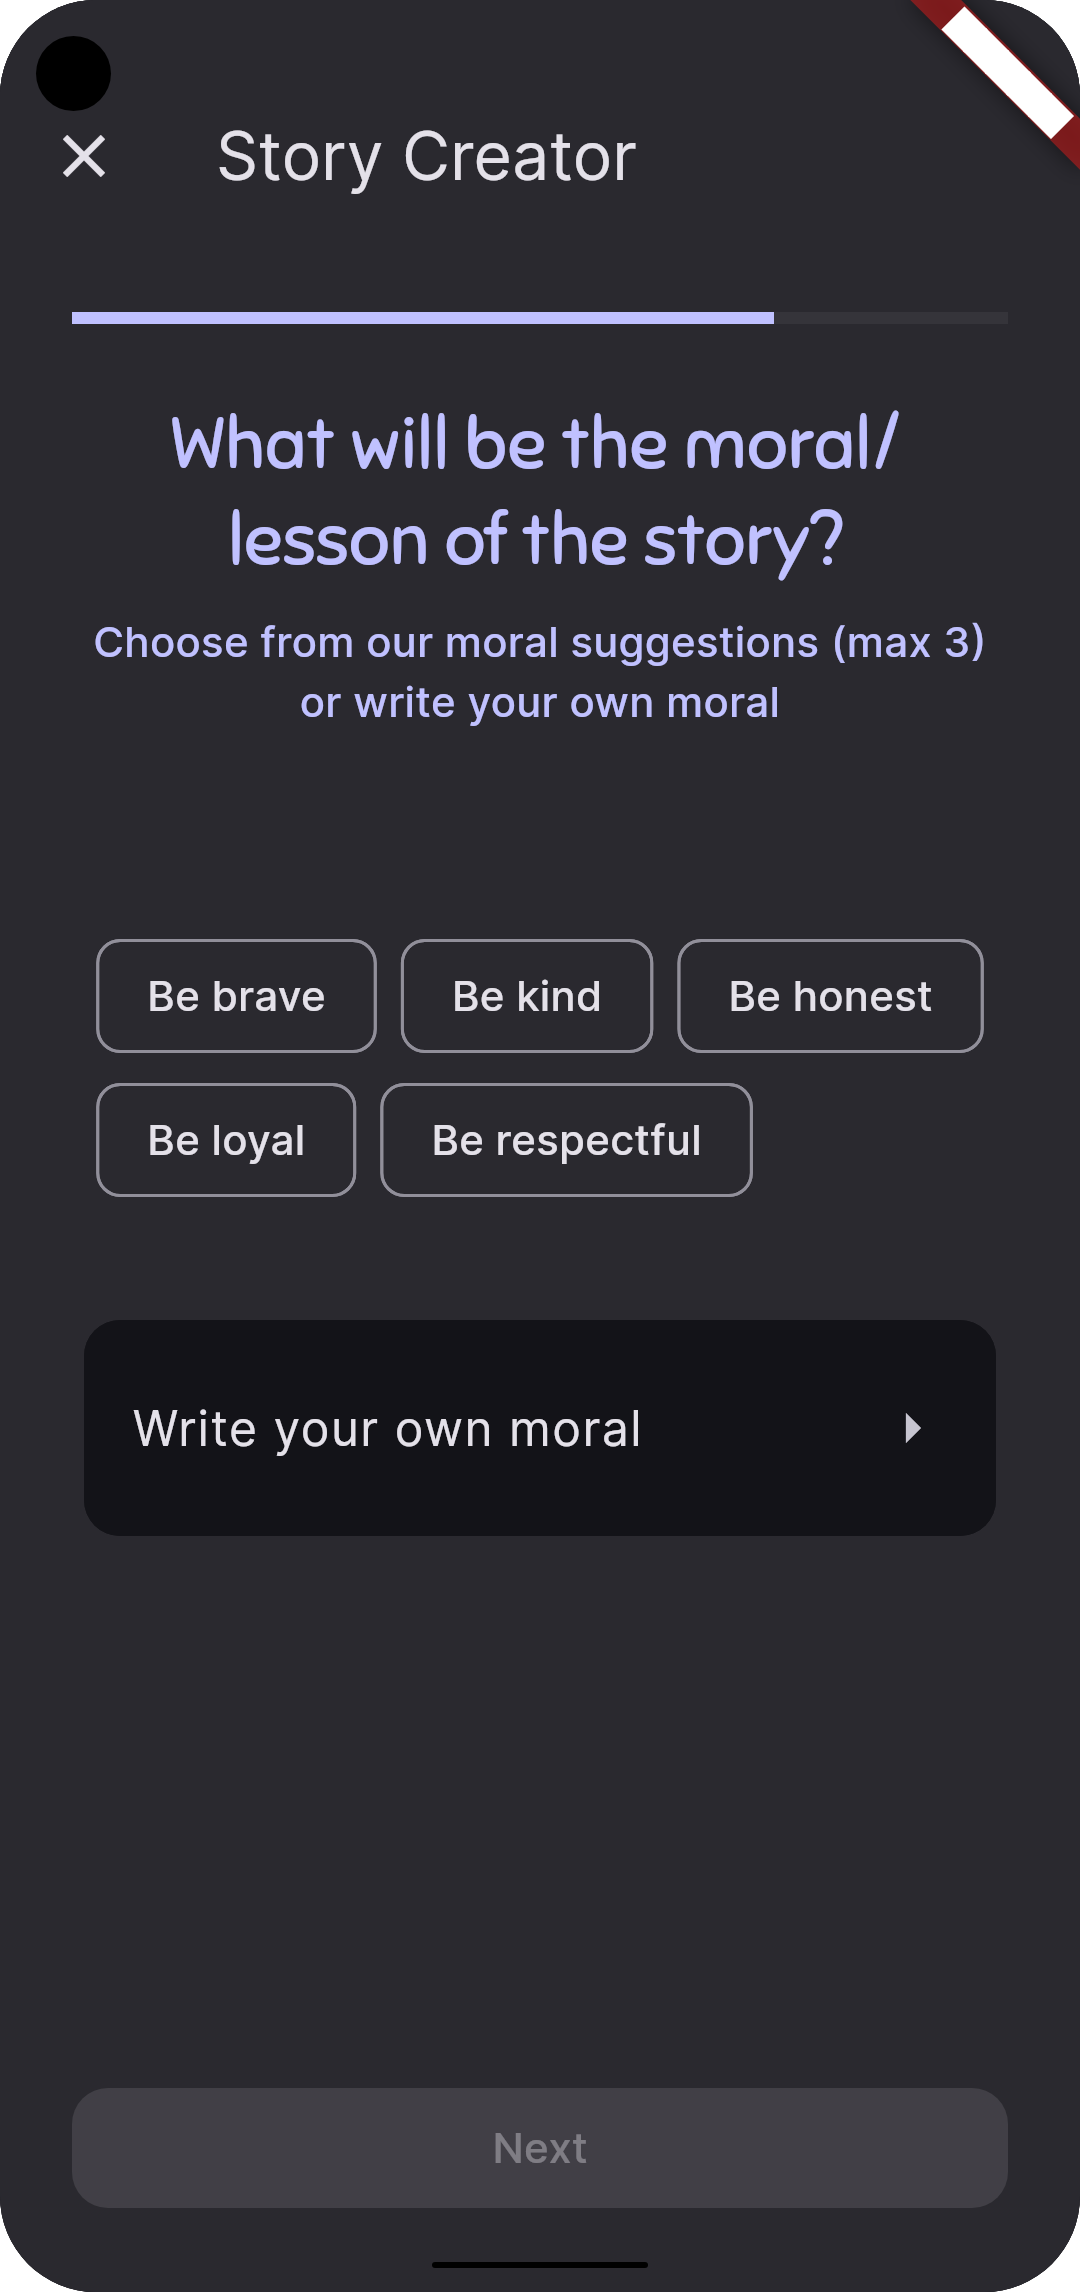 Story Creator
What will be the moral/
lesson of the story?
Choose from our moral suggestions (max 3)
or write your own moral
Be brave Be kind Be honest
Be loyal Be respectful
Write your own moral
Next